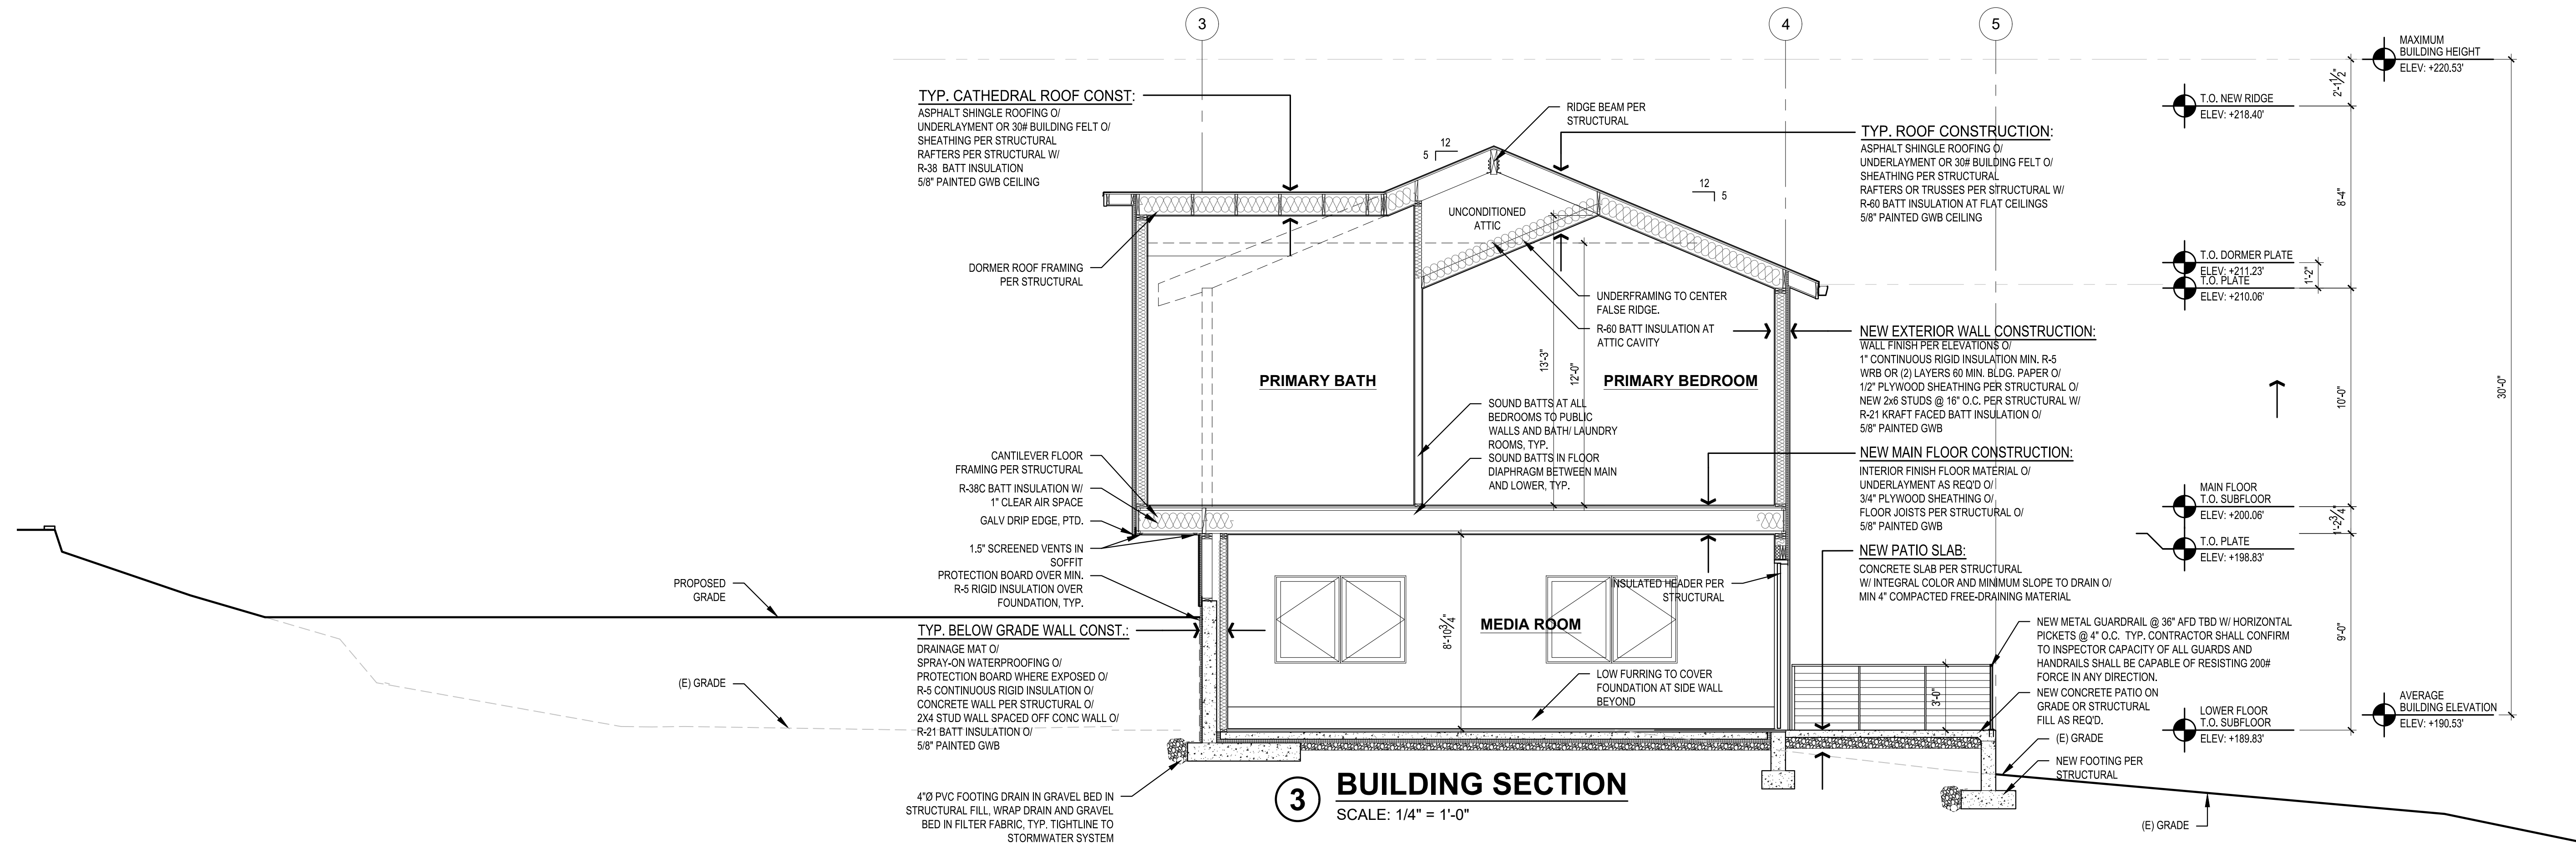 3
4
5
MAXIMUM
BUILDING HEIGHT
ELEV: +220.53'
2'-1 1/2"
T.O. NEW RIDGE
ELEV: +218.40'
TYP. CATHEDRAL ROOF CONST:
ASPHALT SHINGLE ROOFING O/
UNDERLAYMENT OR 30# BUILDING FELT O/
SHEATHING PER STRUCTURAL
RAFTERS PER STRUCTURAL W/
R-38 BATT INSULATION
5/8" PAINTED GWB CEILING
RIDGE BEAM PER
STRUCTURAL
12
5
12
5
TYP. ROOF CONSTRUCTION:
ASPHALT SHINGLE ROOFING O/
UNDERLAYMENT OR 30# BUILDING FELT O/
SHEATHING PER STRUCTURAL
RAFTERS OR TRUSSES PER STRUCTURAL W/
R-60 BATT INSULATION AT FLAT CEILINGS
5/8" PAINTED GWB CEILING
8'-4"
UNCONDITIONED
ATTIC
DORMER ROOF FRAMING
PER STRUCTURAL
T.O. DORMER PLATE
ELEV: +211.23'
T.O. PLATE
ELEV: +210.06'
1'-2"
UNDERFRAMING TO CENTER
FALSE RIDGE.
R-60 BATT INSULATION AT
ATTIC CAVITY
13'-3"
12'-0"
PRIMARY BATH
PRIMARY BEDROOM
NEW EXTERIOR WALL CONSTRUCTION:
WALL FINISH PER ELEVATIONS O/
1" CONTINUOUS RIGID INSULATION MIN. R-5
WRB OR (2) LAYERS 60 MIN. BLDG. PAPER O/
1/2" PLYWOOD SHEATHING PER STRUCTURAL O/
NEW 2x6 STUDS @ 16" O.C. PER STRUCTURAL W/
R-21 KRAFT FACED BATT INSULATION O/
5/8" PAINTED GWB
10'-0"
30'-0"
SOUND BATTS AT ALL
BEDROOMS TO PUBLIC
WALLS AND BATH/ LAUNDRY
ROOMS, TYP.
SOUND BATTS IN FLOOR
DIAPHRAGM BETWEEN MAIN
AND LOWER, TYP.
CANTILEVER FLOOR
FRAMING PER STRUCTURAL
R-38C BATT INSULATION W/
1" CLEAR AIR SPACE
GALV DRIP EDGE, PTD.
1.5" SCREENED VENTS IN
SOFFIT
PROTECTION BOARD OVER MIN.
R-5 RIGID INSULATION OVER
FOUNDATION, TYP.
NEW MAIN FLOOR CONSTRUCTION:
INTERIOR FINISH FLOOR MATERIAL O/
UNDERLAYMENT AS REQ'D O/
3/4" PLYWOOD SHEATHING O/
FLOOR JOISTS PER STRUCTURAL O/
5/8" PAINTED GWB
MAIN FLOOR
T.O. SUBFLOOR
ELEV: +200.06'
1'-2 3/4"
T.O. PLATE
ELEV: +198.83'
NEW PATIO SLAB:
CONCRETE SLAB PER STRUCTURAL
W/ INTEGRAL COLOR AND MINIMUM SLOPE TO DRAIN O/
MIN 4" COMPACTED FREE-DRAINING MATERIAL
PROPOSED
GRADE
INSULATED HEADER PER
STRUCTURAL
MEDIA ROOM
8'-10 3/4"
TYP. BELOW GRADE WALL CONST.:
DRAINAGE MAT O/
SPRAY-ON WATERPROOFING O/
PROTECTION BOARD WHERE EXPOSED O/
R-5 CONTINUOUS RIGID INSULATION O/
CONCRETE WALL PER STRUCTURAL O/
2X4 STUD WALL SPACED OFF CONC WALL O/
R-21 BATT INSULATION O/
5/8" PAINTED GWB
(E) GRADE
LOW FURRING TO COVER
FOUNDATION AT SIDE WALL
BEYOND
3'-0"
NEW METAL GUARDRAIL @ 36" AFD TBD W/ HORIZONTAL
PICKETS @ 4" O.C. TYP. CONTRACTOR SHALL CONFIRM
TO INSPECTOR CAPACITY OF ALL GUARDS AND
HANDRAILS SHALL BE CAPABLE OF RESISTING 200#
FORCE IN ANY DIRECTION.
NEW CONCRETE PATIO ON
GRADE OR STRUCTURAL
FILL AS REQ'D.
(E) GRADE
NEW FOOTING PER
STRUCTURAL
9'-0"
LOWER FLOOR
T.O. SUBFLOOR
ELEV: +189.83'
AVERAGE
BUILDING ELEVATION
ELEV: +190.53'
4"Ø PVC FOOTING DRAIN IN GRAVEL BED IN
STRUCTURAL FILL, WRAP DRAIN AND GRAVEL
BED IN FILTER FABRIC, TYP. TIGHTLINE TO
STORMWATER SYSTEM
(E) GRADE
3
BUILDING SECTION
SCALE: 1/4" = 1'-0"